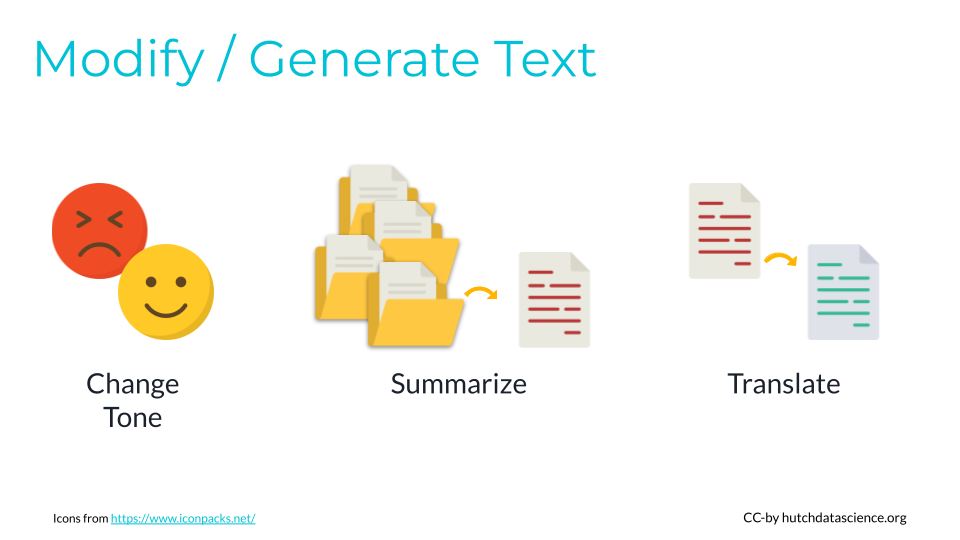 Modify / Generate Text
Change
Tone
Summarize
Translate
Icons from https://www.iconpacks.net/
CC-by hutchdatascience.org